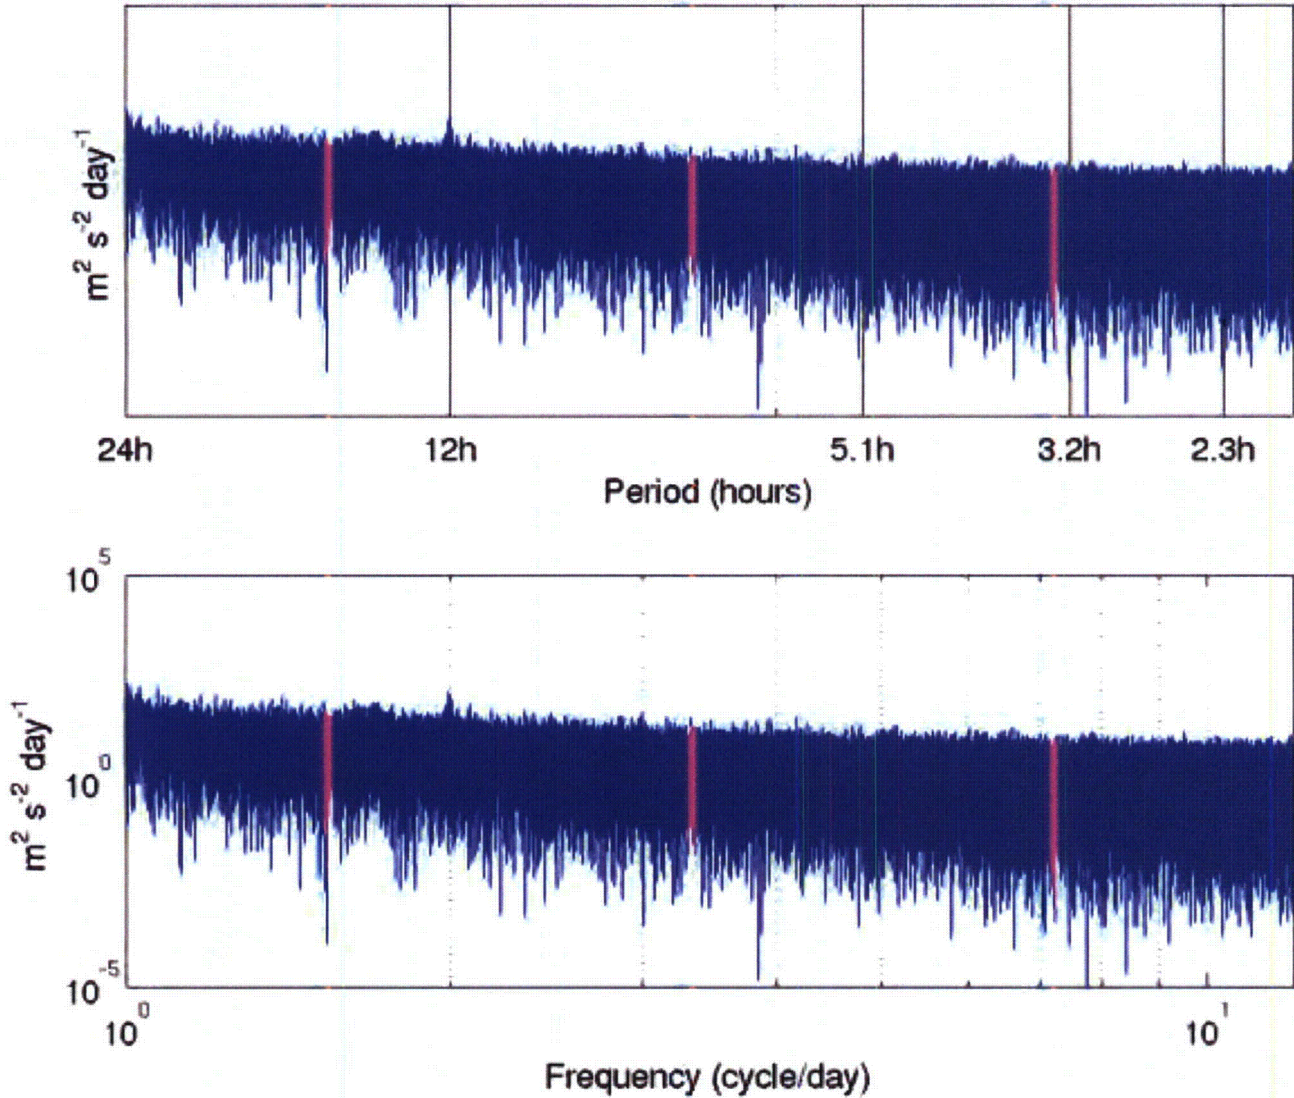 m² s⁻² day⁻¹
24h 12h 5.1h 3.2h 2.3h
Period (hours)
10⁵
m² s⁻² day⁻¹
10⁰
10⁻⁵
10⁰ 10¹
Frequency (cycle/day)